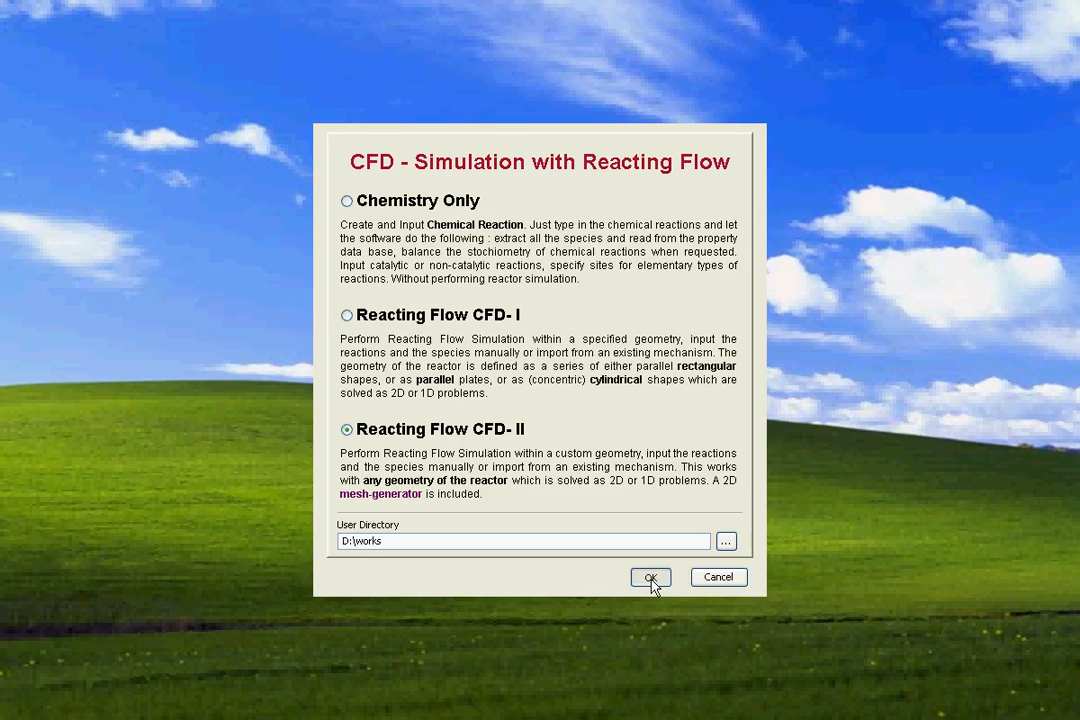 CFD - Simulation with Reacting Flow
Chemistry Only
Create and Input Chemical Reaction. Just type in the chemical reactions and let
the software do the following : extract all the species and read from the property
data base, balance the stochiometry of chemical reactions when requested.
Input catalytic or non-catalytic reactions, specify sites for elementary types of
reactions. Without performing reactor simulation.
Reacting Flow CFD- I
Perform Reacting Flow Simulation within a specified geometry, input the
reactions and the species manually or import from an existing mechanism. The
geometry of the reactor is defined as a series of either parallel rectangular
shapes, or as parallel plates, or as (concentric) cylindrical shapes which are
solved as 2D or 1D problems.
Reacting Flow CFD- II
Perform Reacting Flow Simulation within a custom geometry, input the reactions
and the species manually or import from an existing mechanism. This works
with any geometry of the reactor which is solved as 2D or 1D problems. A 2D
mesh-generator is included.
User Directory
D:\works
...
OK
Cancel